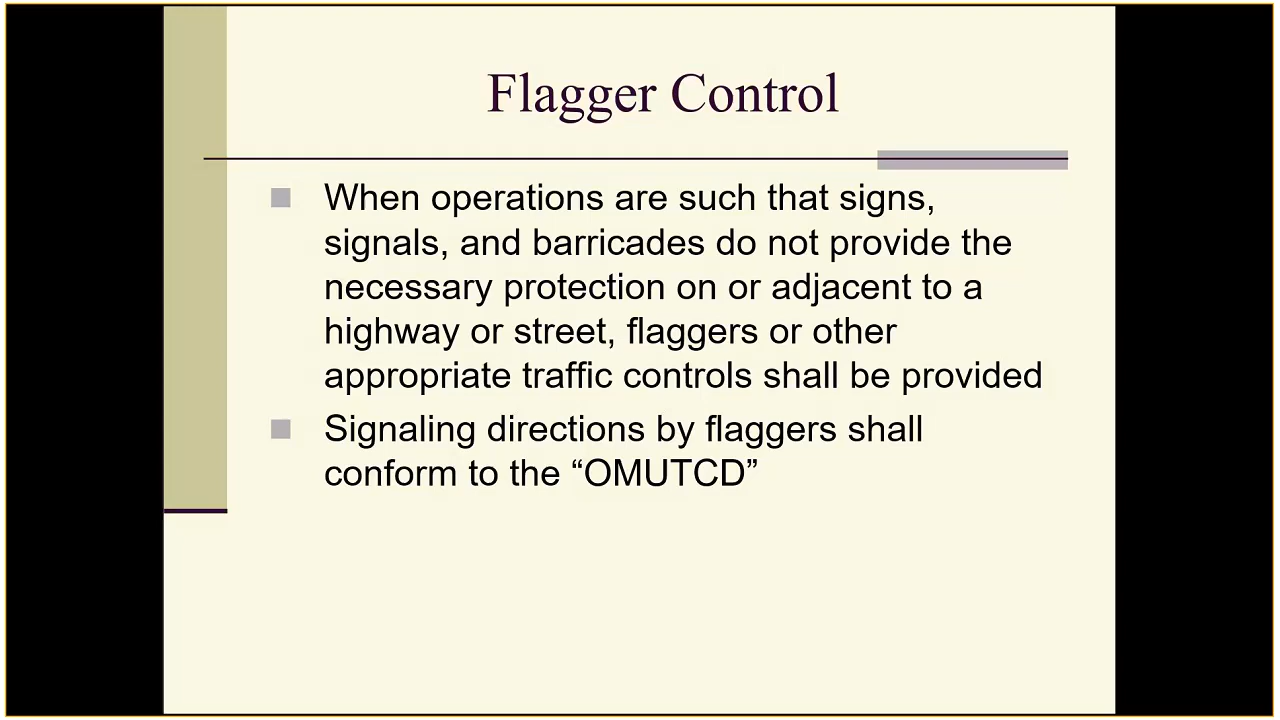 Flagger Control
When operations are such that signs,
signals, and barricades do not provide the
necessary protection on or adjacent to a
highway or street, flaggers or other
appropriate traffic controls shall be provided
Signaling directions by flaggers shall
conform to the “OMUTCD”